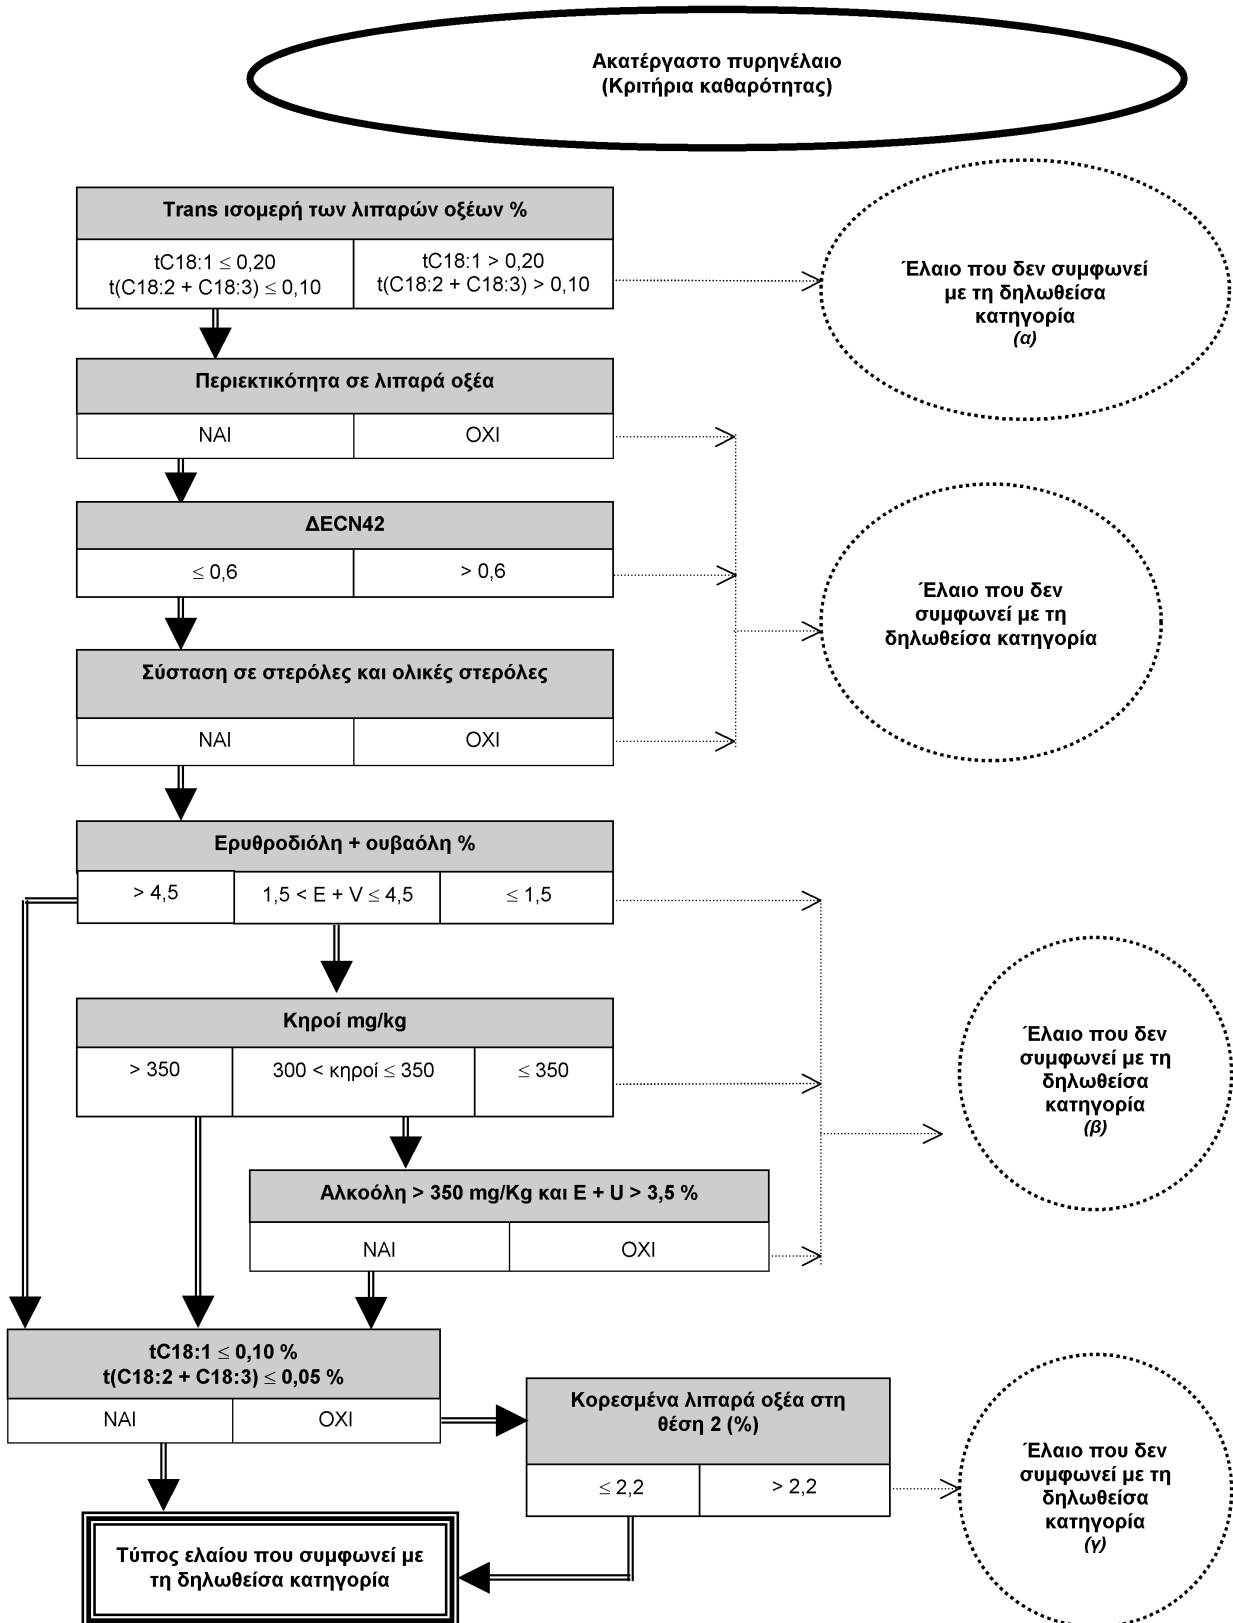 Ακατέργαστο πυρηνέλαιο
(Κριτήρια καθαρότητας)
Trans ισομερή των λιπαρών οξέων %
tC18:1 ≤ 0,20
t(C18:2 + C18:3) ≤ 0,10
tC18:1 > 0,20
t(C18:2 + C18:3) > 0,10
Έλαιο που δεν συμφωνεί
με τη δηλωθείσα
κατηγορία
(α)
Περιεκτικότητα σε λιπαρά οξέα
ΝΑΙ
ΟΧΙ
ΔECN42
≤ 0,6
> 0,6
Έλαιο που δεν
συμφωνεί με τη
δηλωθείσα κατηγορία
Σύσταση σε στερόλες και ολικές στερόλες
ΝΑΙ
ΟΧΙ
Ερυθροδιόλη + ουβαόλη %
> 4,5
1,5 < E + V ≤ 4,5
≤ 1,5
Κηροί mg/kg
> 350
300 < κηροί ≤ 350
≤ 350
Έλαιο που δεν
συμφωνεί με τη
δηλωθείσα
κατηγορία
(β)
Αλκοόλη > 350 mg/Kg και E + U > 3,5 %
ΝΑΙ
ΟΧΙ
tC18:1 ≤ 0,10 %
t(C18:2 + C18:3) ≤ 0,05 %
ΝΑΙ
ΟΧΙ
Κορεσμένα λιπαρά οξέα στη
θέση 2 (%)
≤ 2,2
> 2,2
Έλαιο που δεν
συμφωνεί με τη
δηλωθείσα
κατηγορία
(γ)
Τύπος ελαίου που συμφωνεί με
τη δηλωθείσα κατηγορία